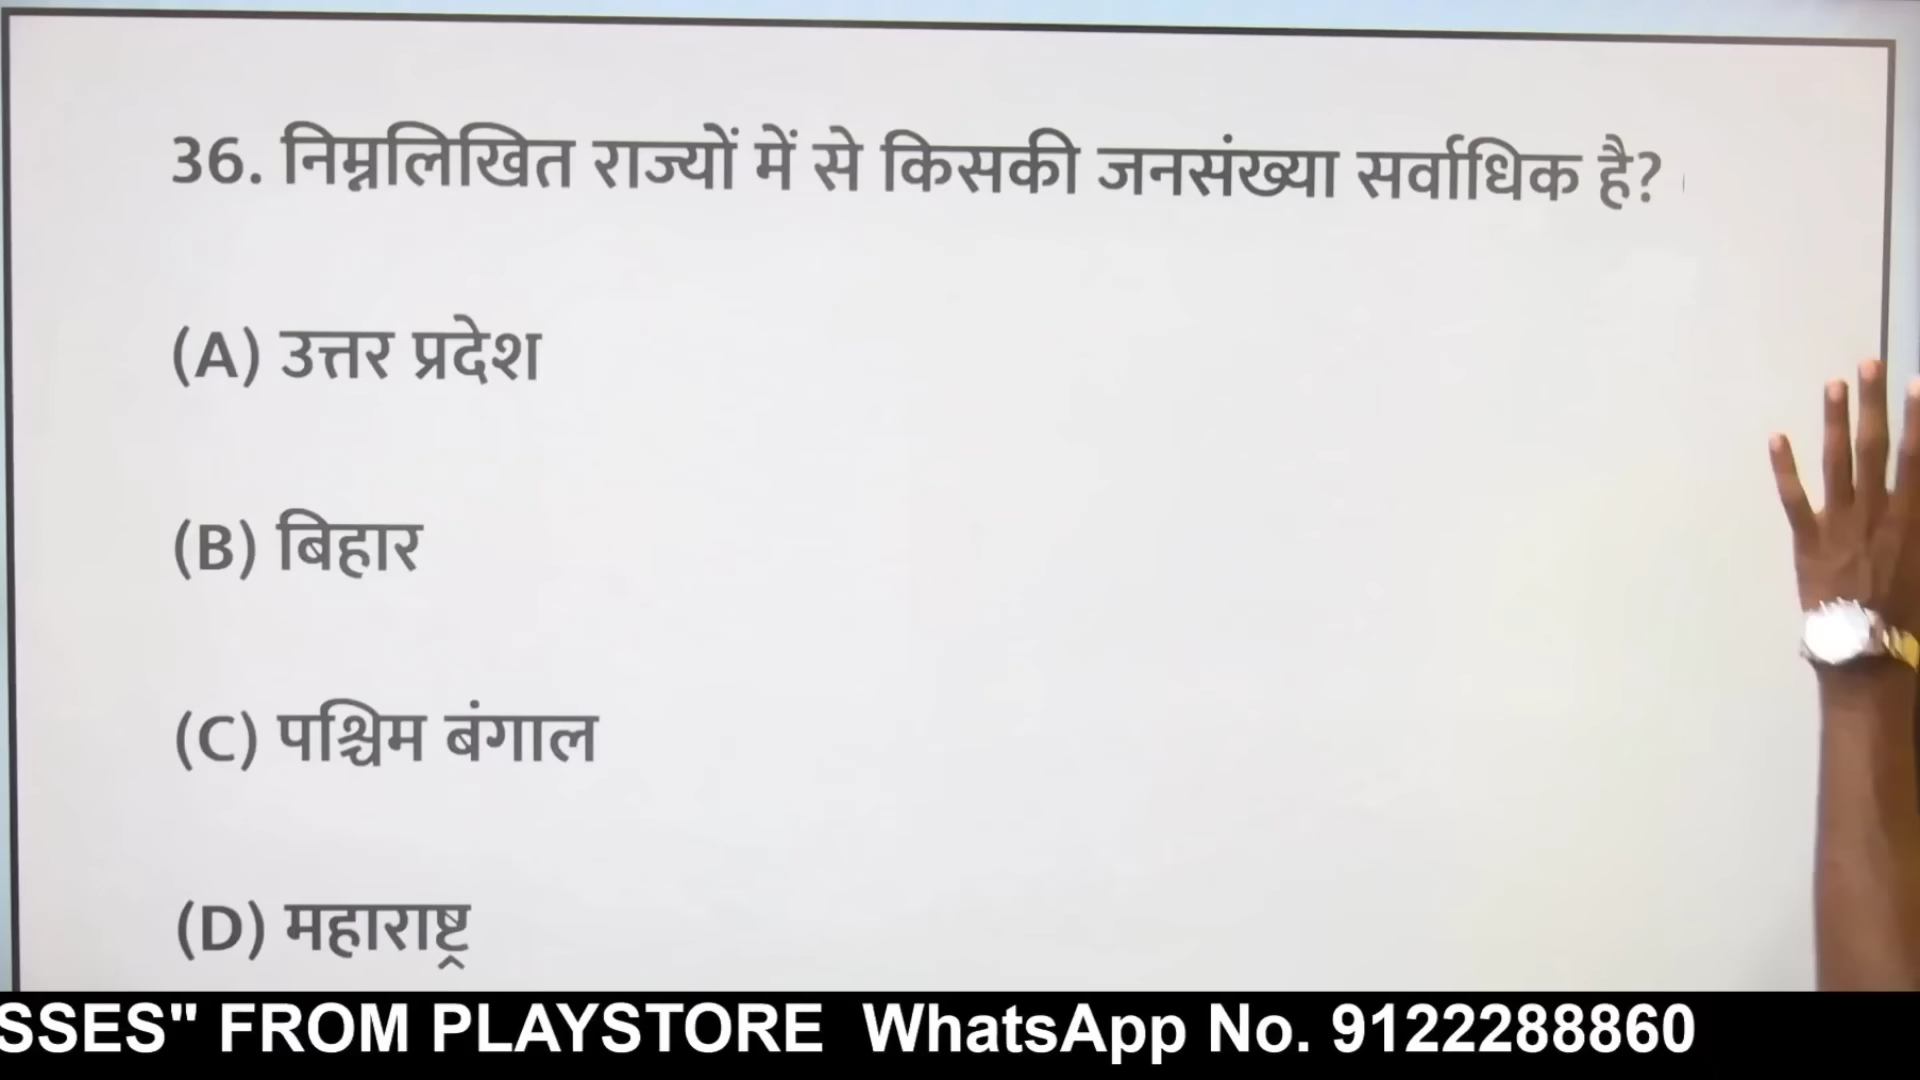 36. निम्नलिखित राज्यों में से किसकी जनसंख्या सर्वाधिक है?
(A) उत्तर प्रदेश
(B) बिहार
(C) पश्चिम बंगाल
(D) महाराष्ट्र
SSES" FROM PLAYSTORE WhatsApp No. 9122288860